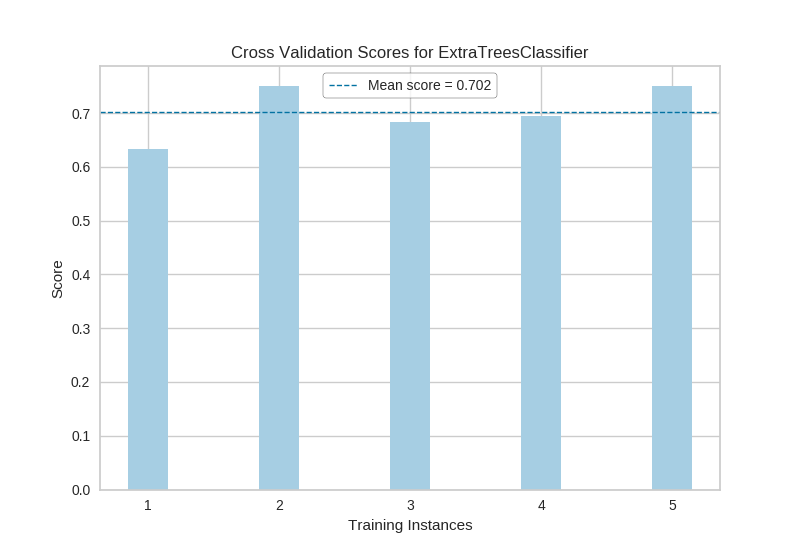 Cross Validation Scores for ExtraTreesClassifier
Mean score = 0.702
0.7
0.6
0.5
0.4
0.3
0.2
0.1
0.0
Score
1 2 3 4 5
Training Instances